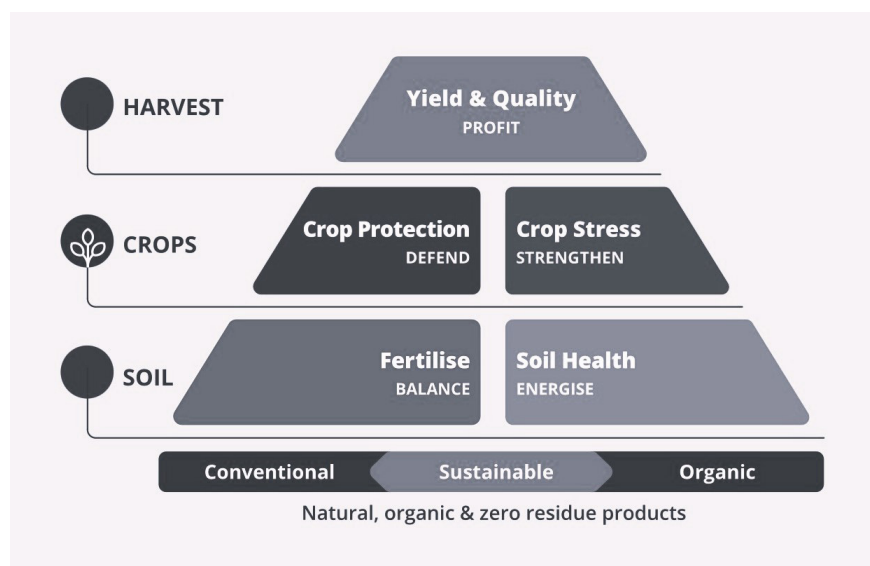 HARVEST
Yield & Quality
PROFIT
CROPS
Crop Protection
DEFEND
Crop Stress
STRENGTHEN
SOIL
Fertilise
BALANCE
Soil Health
ENERGISE
Conventional
Sustainable
Organic
Natural, organic & zero residue products